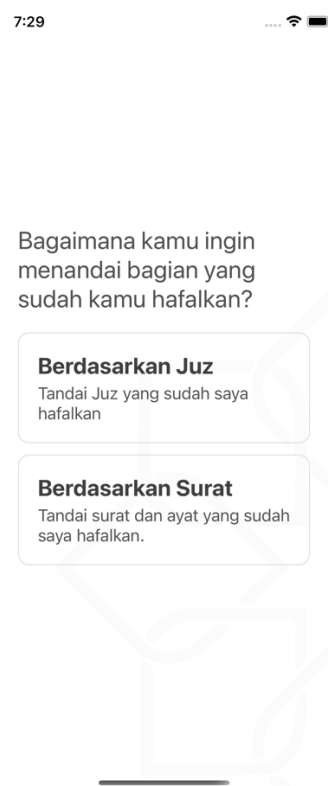 7:29
Bagaimana kamu ingin
menandai bagian yang
sudah kamu hafalkan?
Berdasarkan Juz
Tandai Juz yang sudah saya
hafalkan
Berdasarkan Surat
Tandai surat dan ayat yang sudah
saya hafalkan.